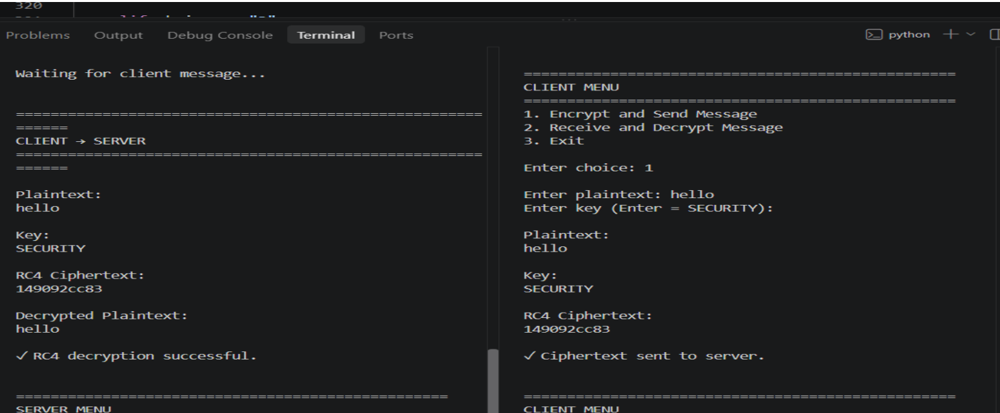 320
Problems Output Debug Console Terminal Ports python
Waiting for client message...
===========================================================
CLIENT → SERVER
===========================================================
Plaintext:
hello
Key:
SECURITY
RC4 Ciphertext:
149092cc83
Decrypted Plaintext:
hello
✓ RC4 decryption successful.
==================================================
SERVER MENU
==================================================
CLIENT MENU
==================================================
1. Encrypt and Send Message
2. Receive and Decrypt Message
3. Exit
Enter choice: 1
Enter plaintext: hello
Enter key (Enter = SECURITY):
Plaintext:
hello
Key:
SECURITY
RC4 Ciphertext:
149092cc83
✓ Ciphertext sent to server.
==================================================
CLIENT MENU